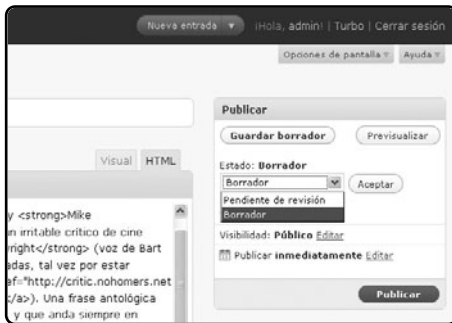 Nueva entrada ¡Hola, admin! | Turbo | Cerrar sesión
Opciones de pantalla Ayuda
Publicar
Guardar borrador Previsualizar
Estado: Borrador
Borrador Aceptar
Pendiente de revisión
Borrador
Visibilidad: Público Editar
Publicar inmediatamente Editar
Publicar
Visual HTML
y <strong>Mike
un irritable crítico de cine
right</strong> (voz de Bart
adas, tal vez por estar
ef="http://critic.nohomers.net
</a>). Una frase antológica
y que anda siempre en